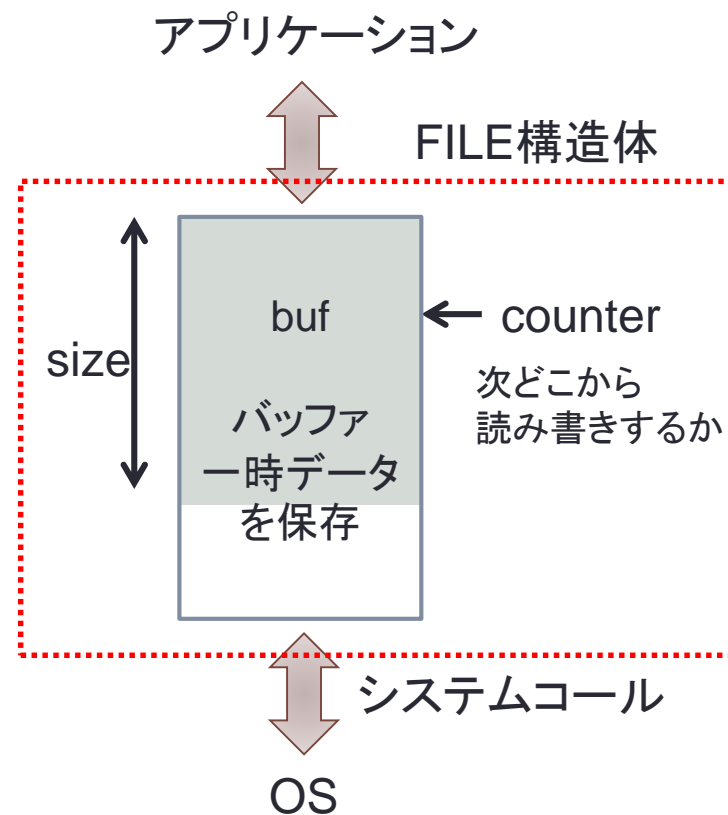 アプリケーション
FILE構造体
buf
counter
size
次どこから
読み書きするか
バッファ
一時データ
を保存
システムコール
OS